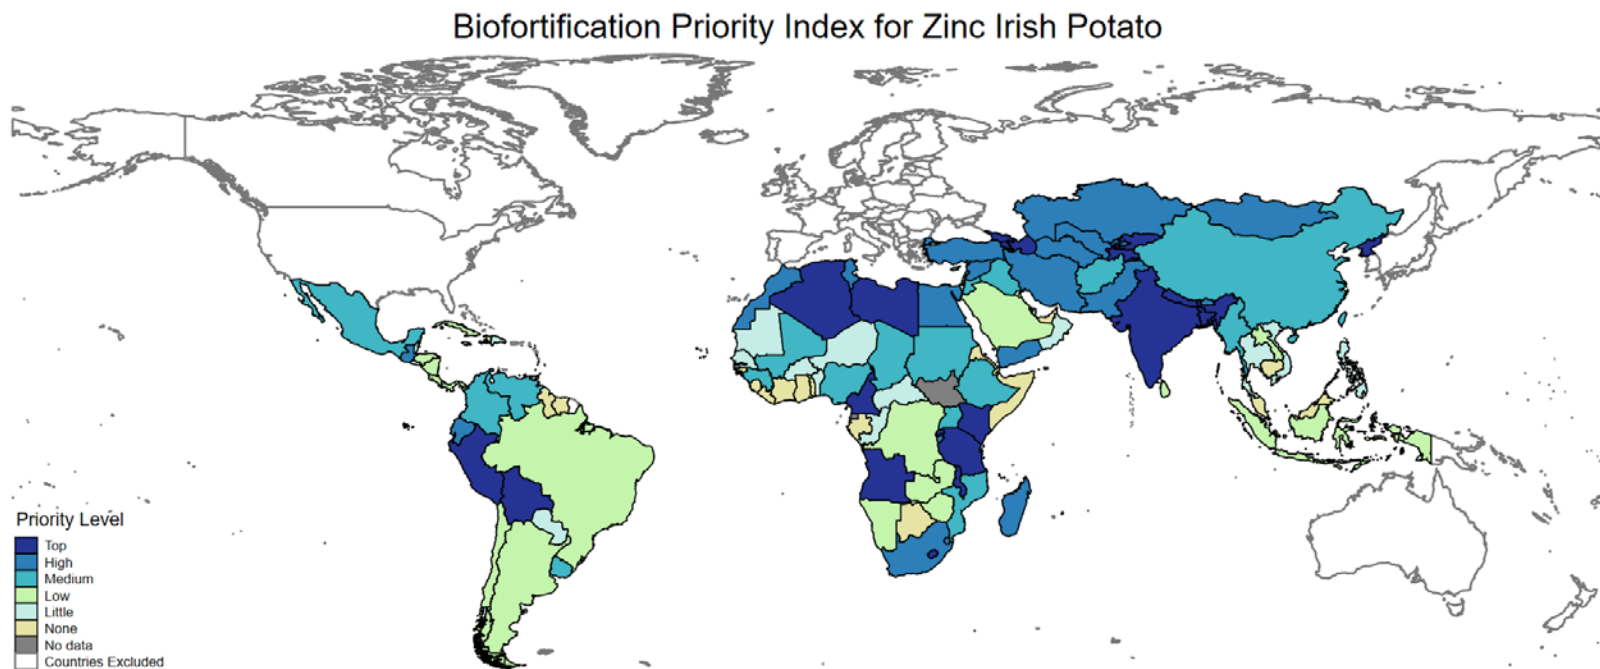 Biofortification Priority Index for Zinc Irish Potato
Priority Level
Top
High
Medium
Low
Little
None
No data
Countries Excluded